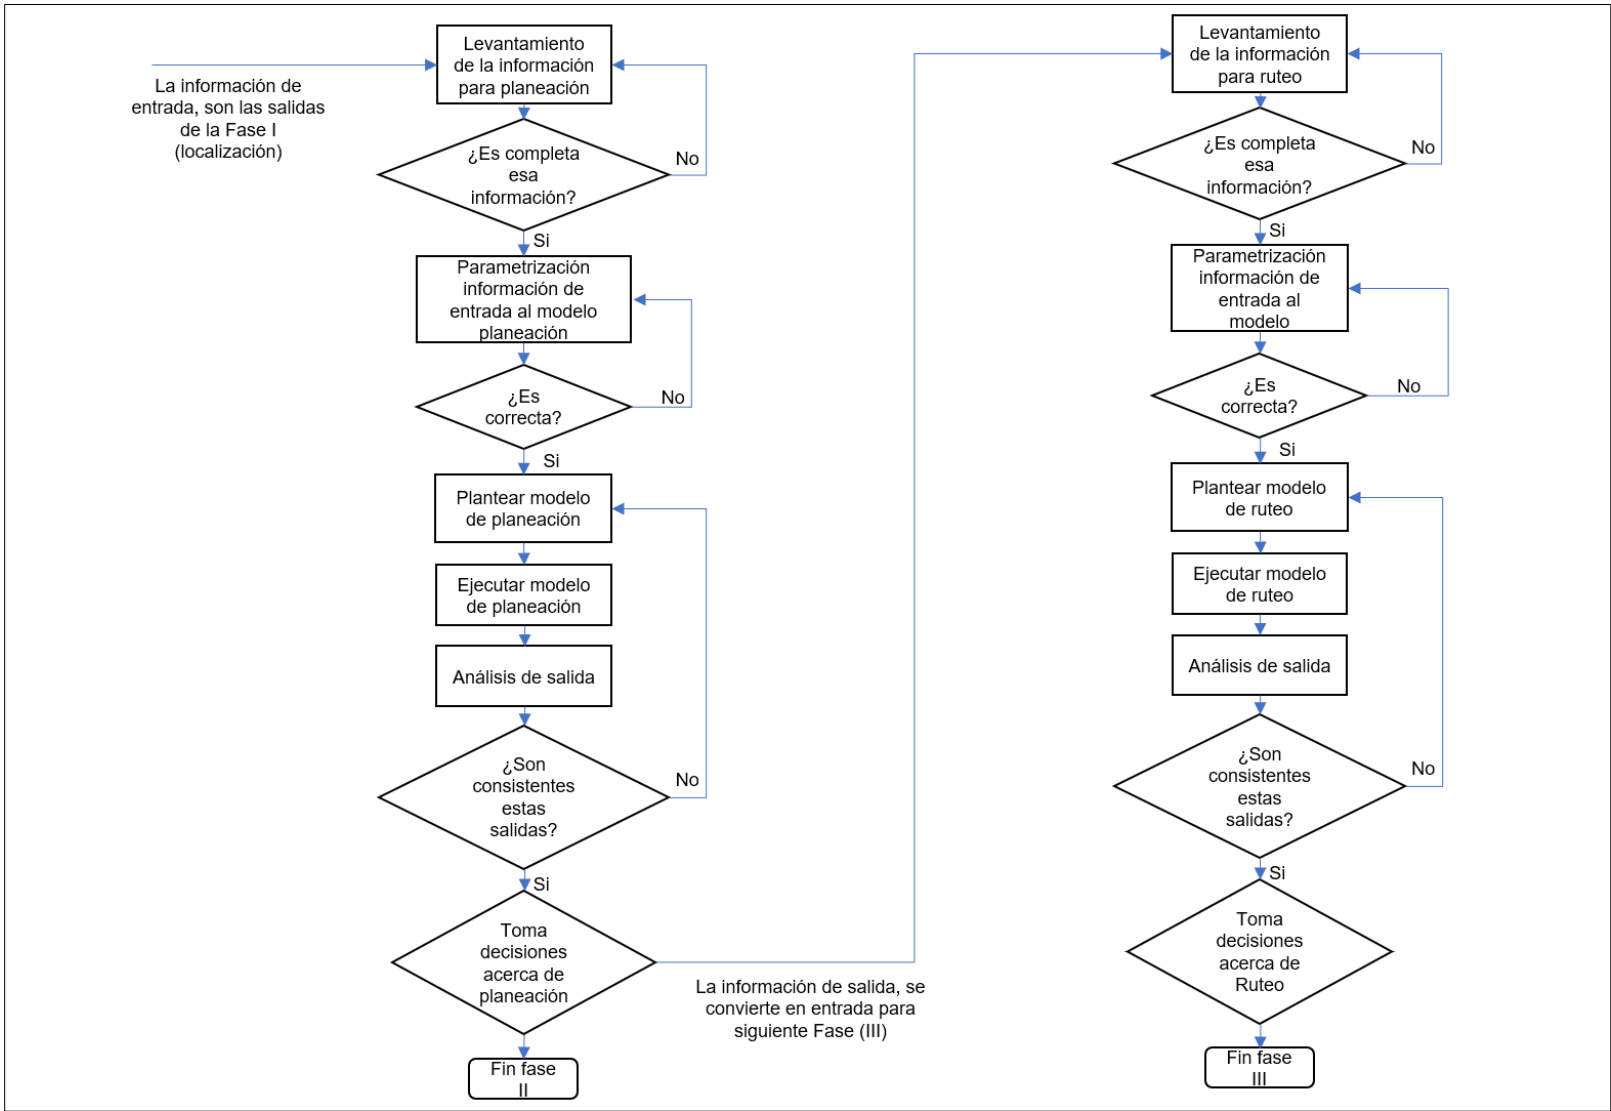 La información de
entrada, son las salidas
de la Fase I
(localización)
Levantamiento
de la información
para planeación
¿Es completa
esa
información?
No
Si
Parametrización
información de
entrada al modelo
planeación
¿Es
correcta?
No
Si
Plantear modelo
de planeación
Ejecutar modelo
de planeación
Análisis de salida
¿Son
consistentes
estas
salidas?
No
Si
Toma
decisiones
acerca de
planeación
Fin fase
II
La información de salida, se
convierte en entrada para
siguiente Fase (III)
Levantamiento
de la información
para ruteo
¿Es completa
esa
información?
No
Si
Parametrización
información de
entrada al
modelo
¿Es
correcta?
No
Si
Plantear modelo
de ruteo
Ejecutar modelo
de ruteo
Análisis de salida
¿Son
consistentes
estas
salidas?
No
Si
Toma
decisiones
acerca de
Ruteo
Fin fase
III